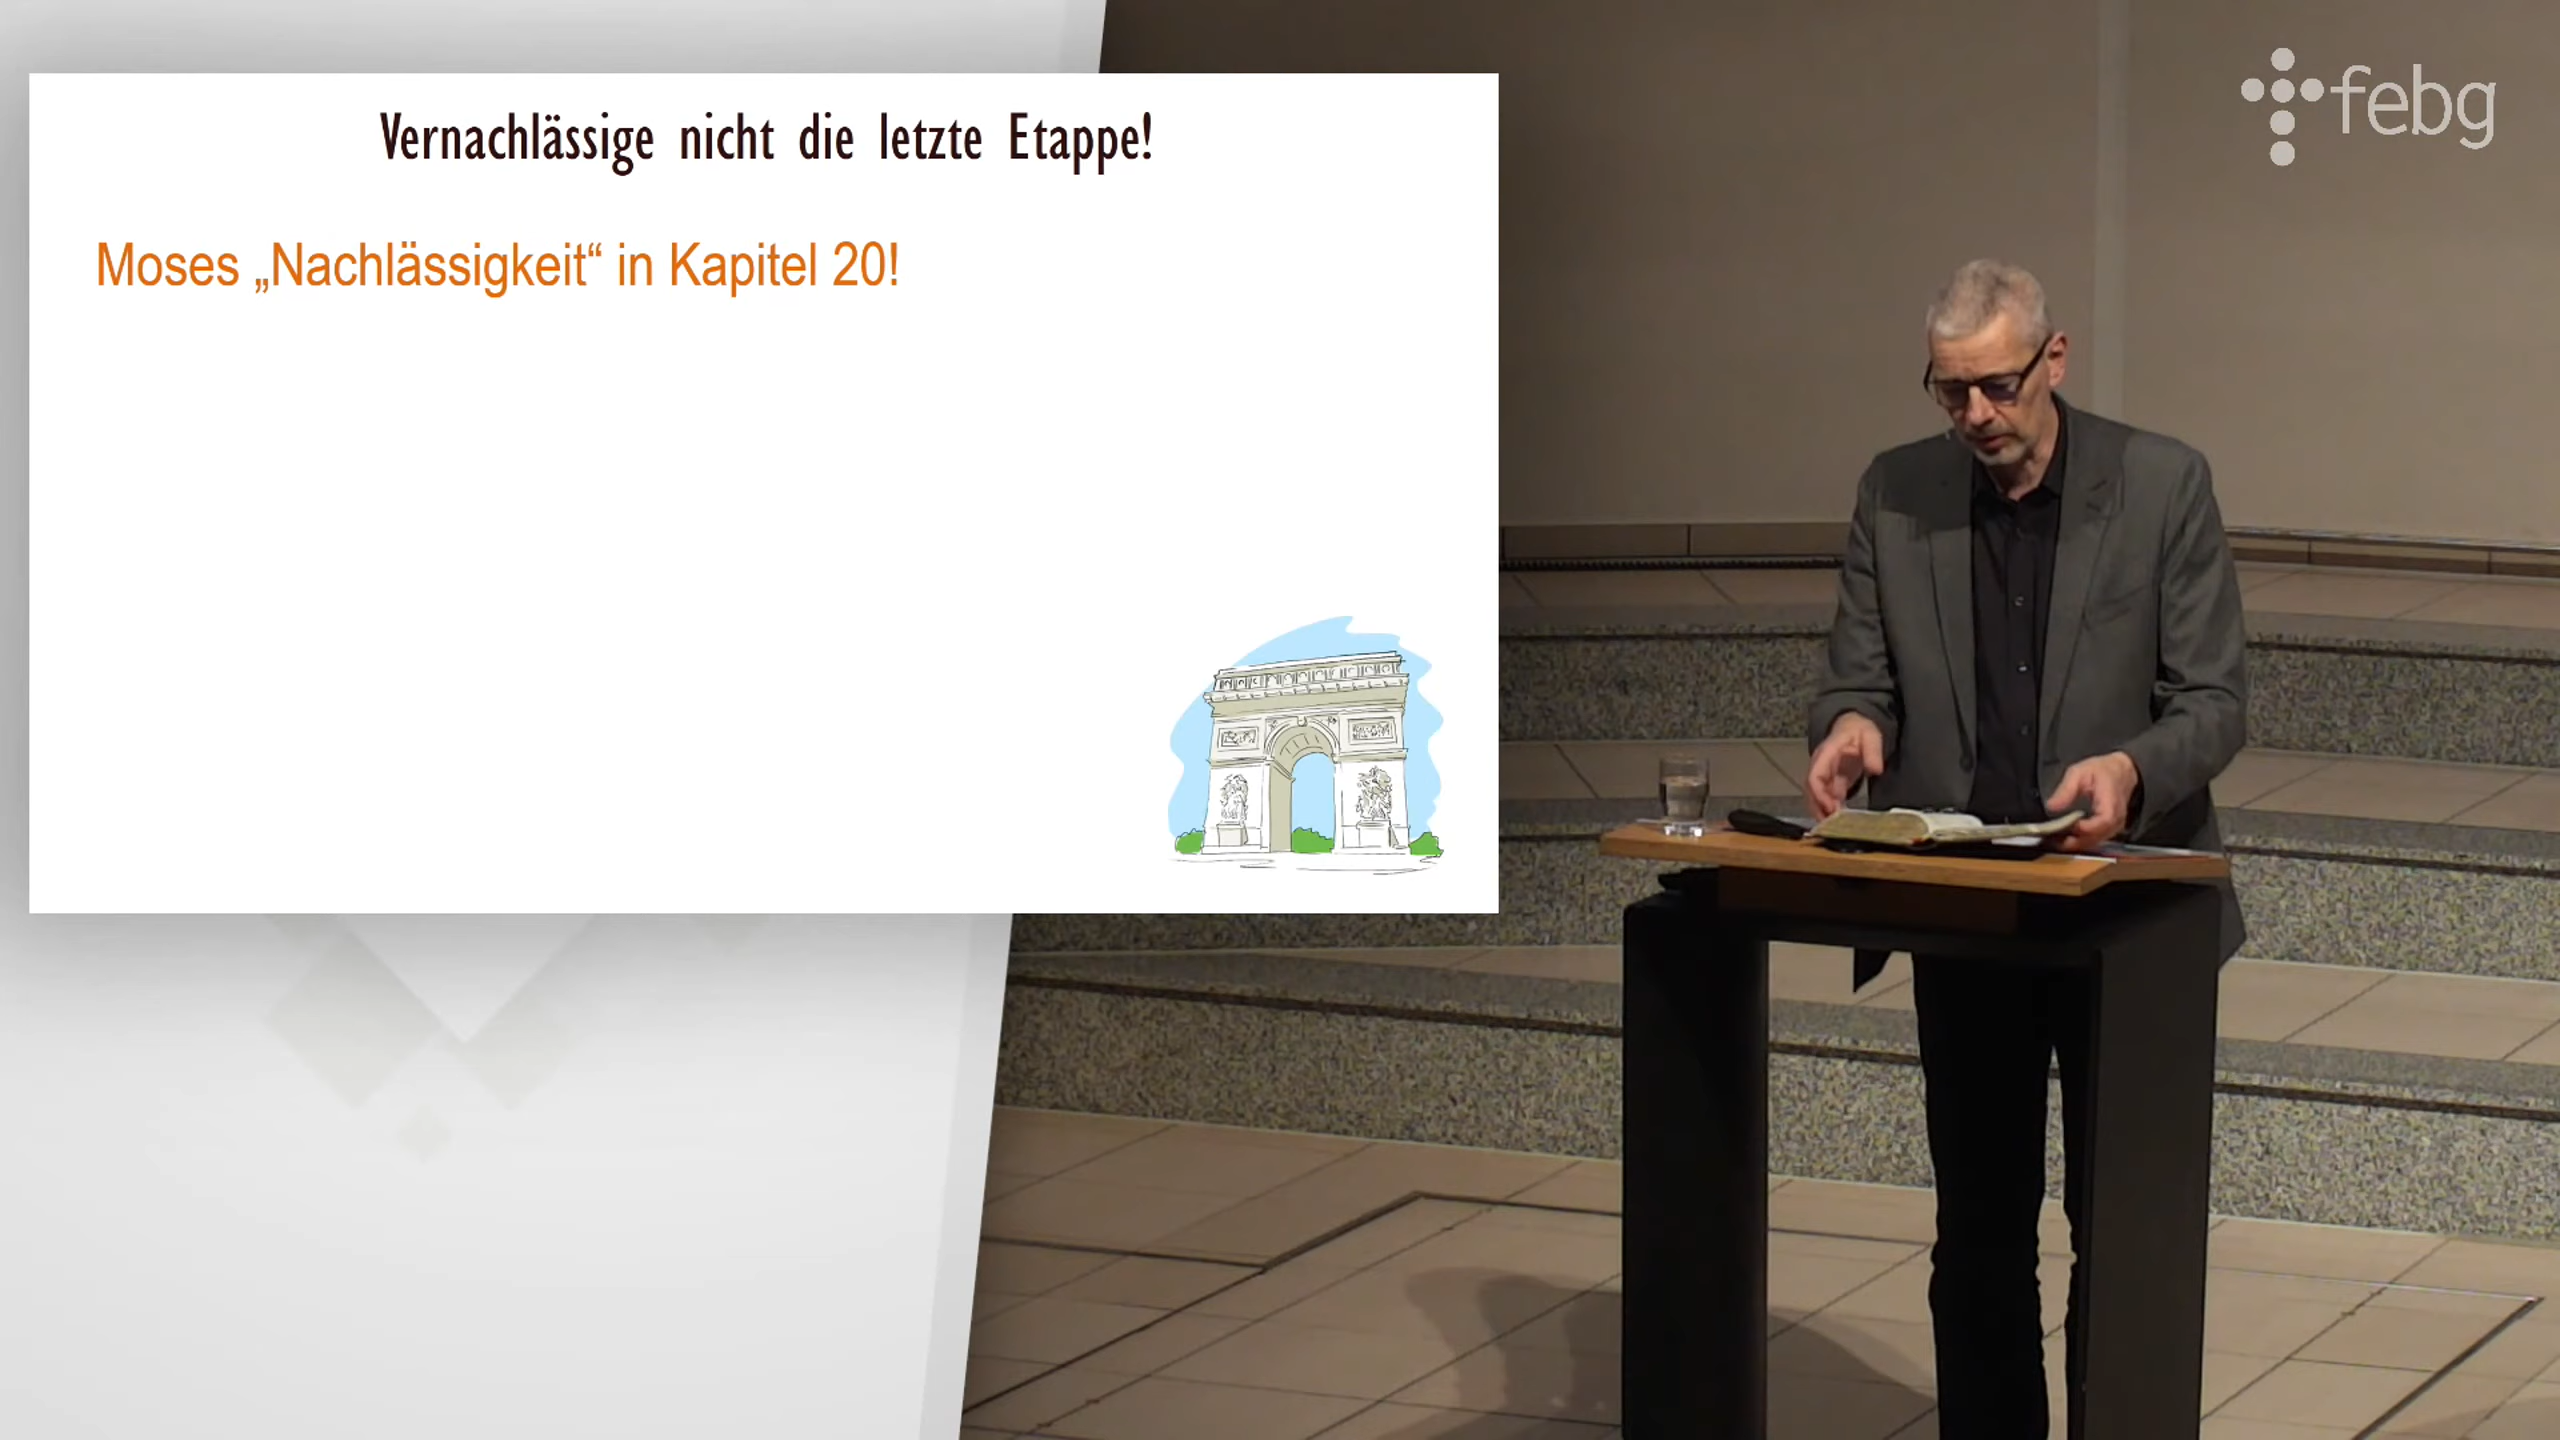 Vernachlässige nicht die letzte Etappe!
Moses „Nachlässigkeit“ in Kapitel 20!
febg